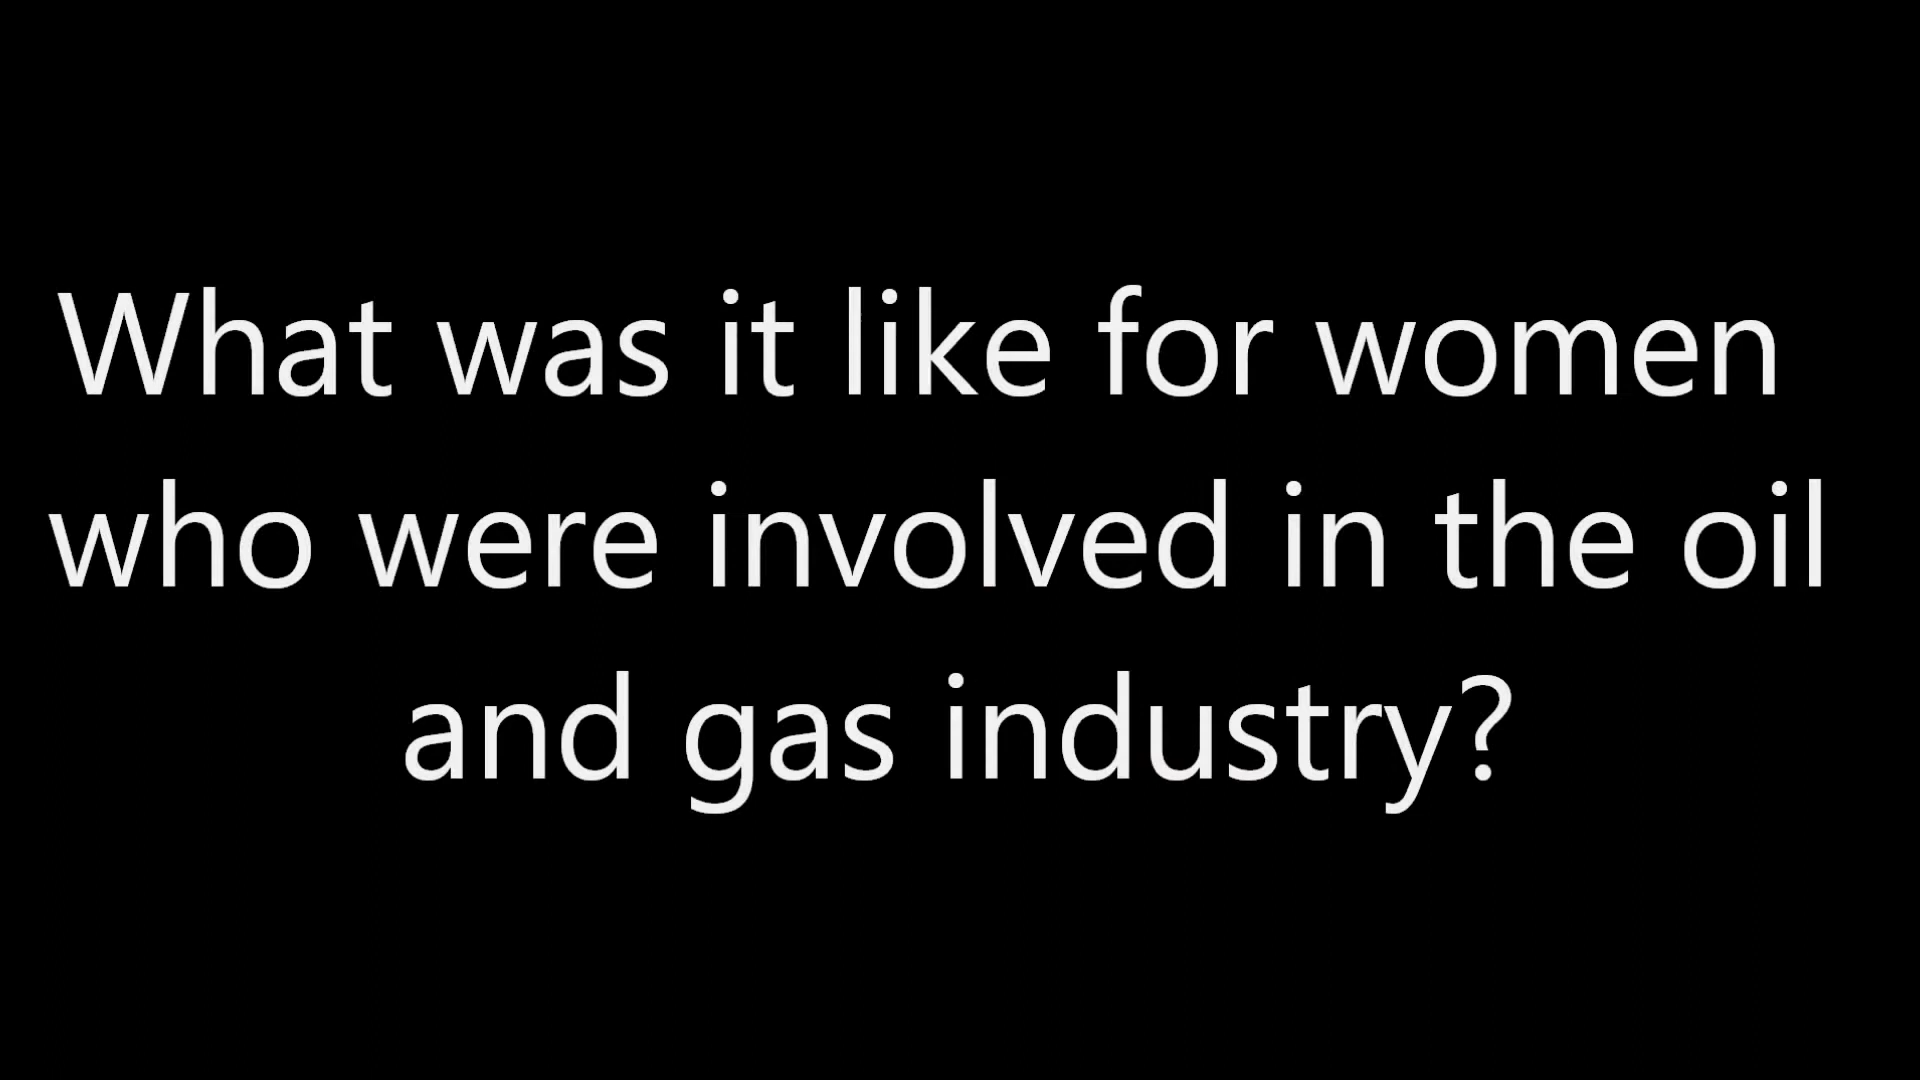 What was it like for women
who were involved in the oil
and gas industry?